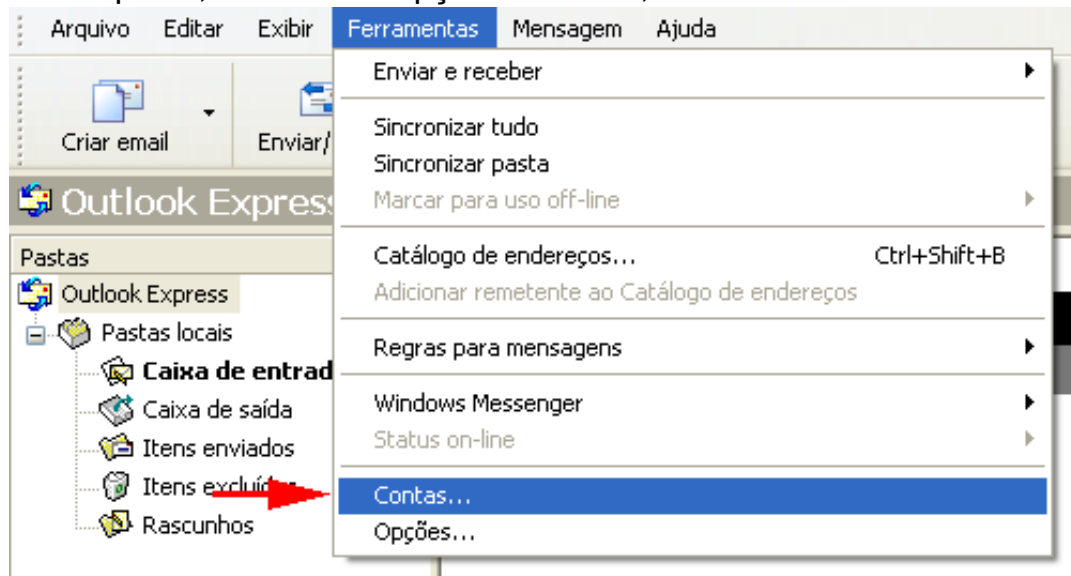 Arquivo Editar Exibir Ferramentas Mensagem Ajuda
Criar email Enviar/
Outlook Express
Pastas
Outlook Express
Pastas locais
Caixa de entrad
Caixa de saída
Itens enviados
Itens excluídos
Rascunhos
Enviar e receber
Sincronizar tudo
Sincronizar pasta
Marcar para uso off-line
Catálogo de endereços... Ctrl+Shift+B
Adicionar remetente ao Catálogo de endereços
Regras para mensagens
Windows Messenger
Status on-line
Contas...
Opções...